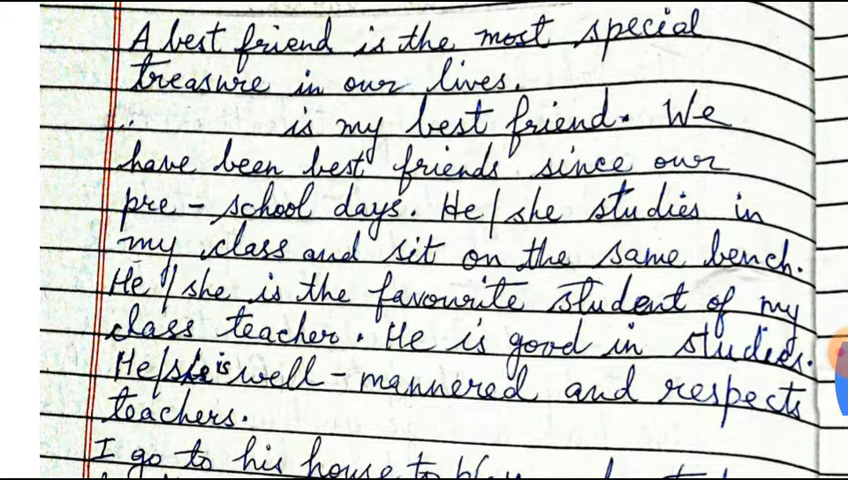 A best friend is the most special
treasure in our lives.
is my best friend. We
have been best friends since our
pre-school days. He/she studies in
my class and sit on the same bench.
He/she is the favourite student of my
class teacher. He is good in studies.
He/she is well-mannered and respects
teachers.
I go to his house to play